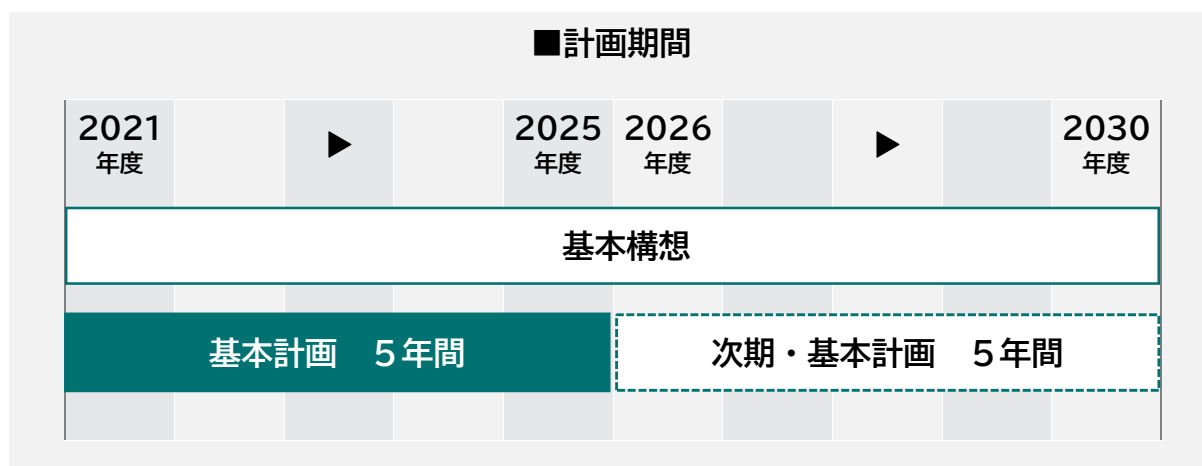 ■計画期間
2021 ▶ 2025 2026 ▶ 2030
年度 年度 年度 年度
基本構想
基本計画　５年間 次期・基本計画　５年間